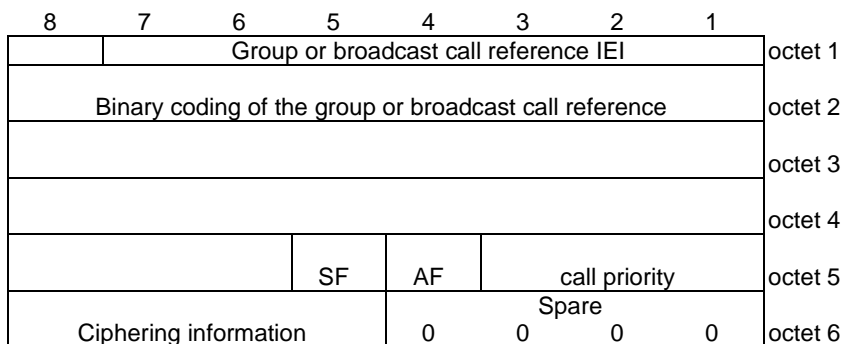 8 7 6 5 4 3 2 1
Group or broadcast call reference IEI octet 1
Binary coding of the group or broadcast call reference octet 2
octet 3
octet 4
SF AF call priority octet 5
Spare
Ciphering information 0 0 0 0 octet 6